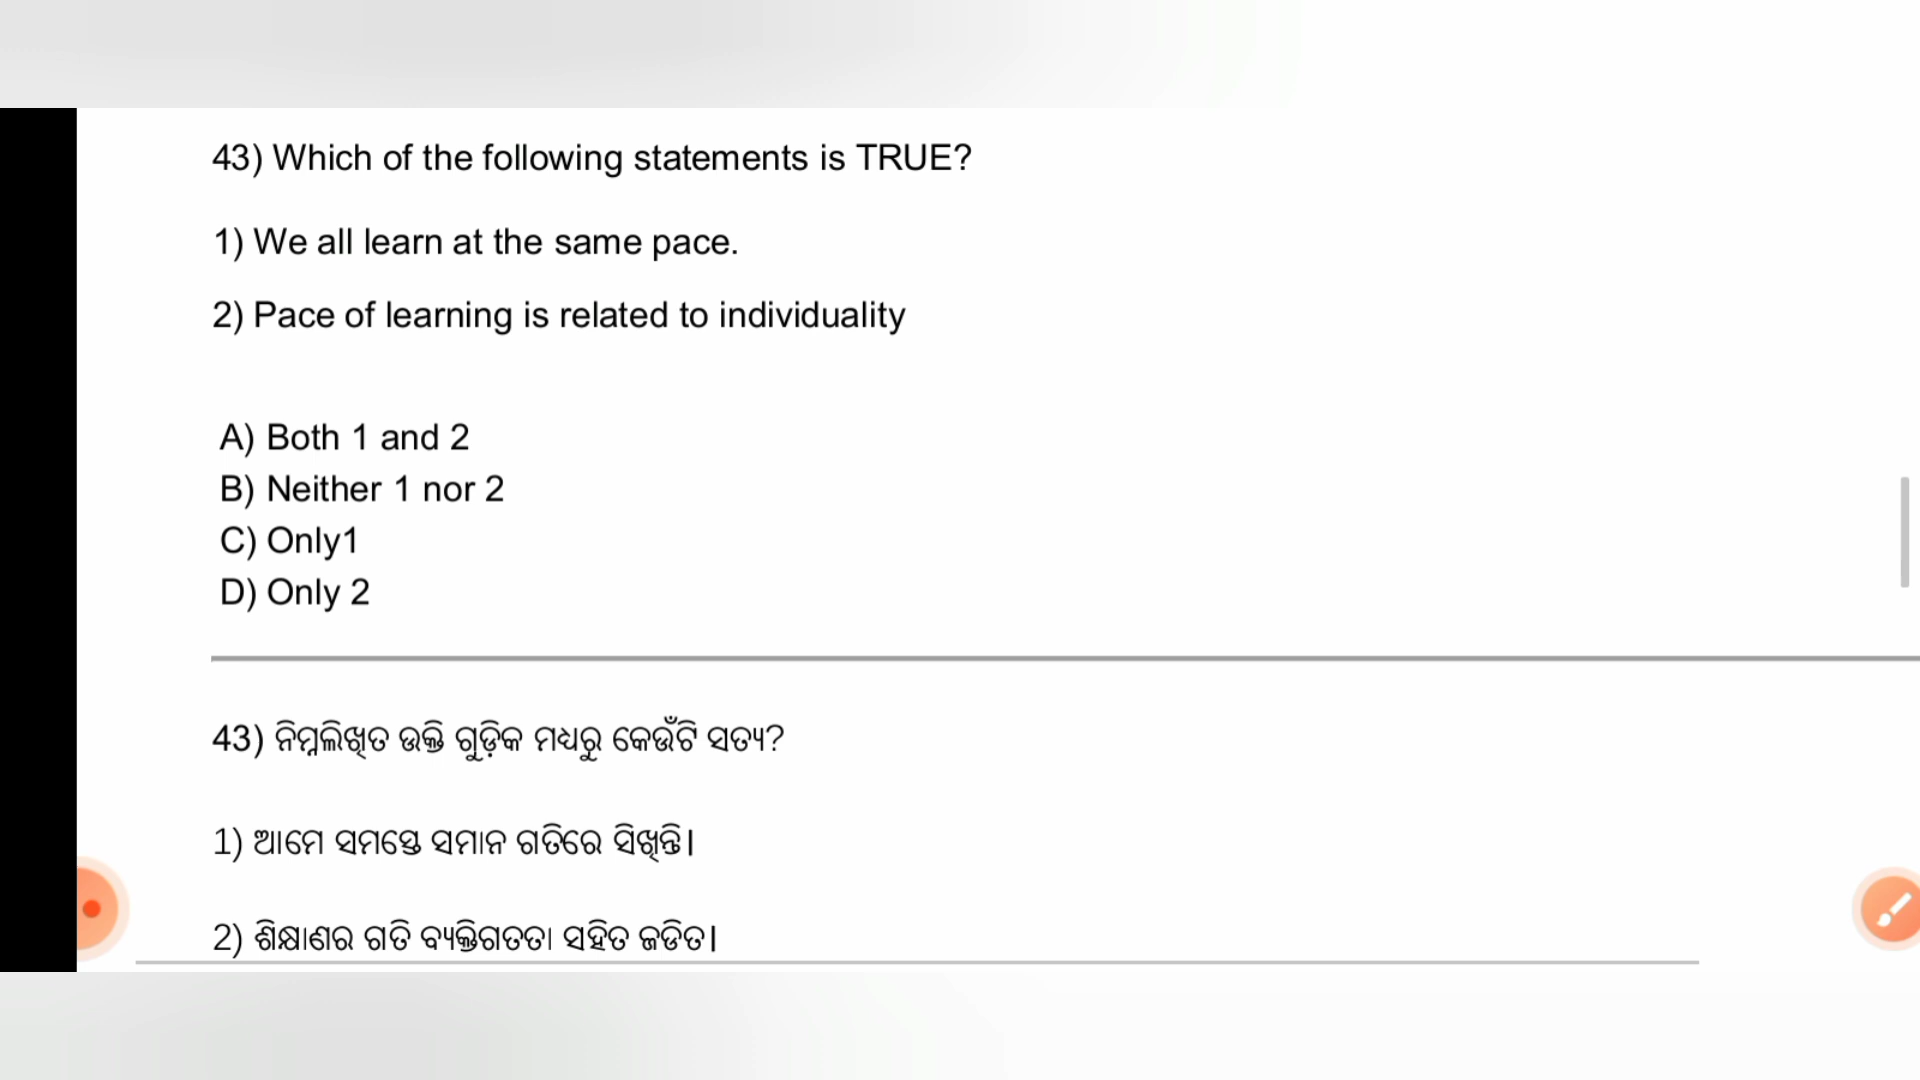 43) Which of the following statements is TRUE?
1) We all learn at the same pace.
2) Pace of learning is related to individuality
A) Both 1 and 2
B) Neither 1 nor 2
C) Only1
D) Only 2
43) ନିମ୍ନଲିଖିତ ଉକ୍ତି ଗୁଡ଼ିକ ମଧ୍ୟରୁ କେଉଁଟି ସତ୍ୟ?
1) ଆମେ ସମସ୍ତେ ସମାନ ଗତିରେ ସିଖିନ୍ତି।
2) ଶିକ୍ଷାଣର ଗତି ବ୍ୟକ୍ତିଗତତା ସହିତ ଜଡିତ।